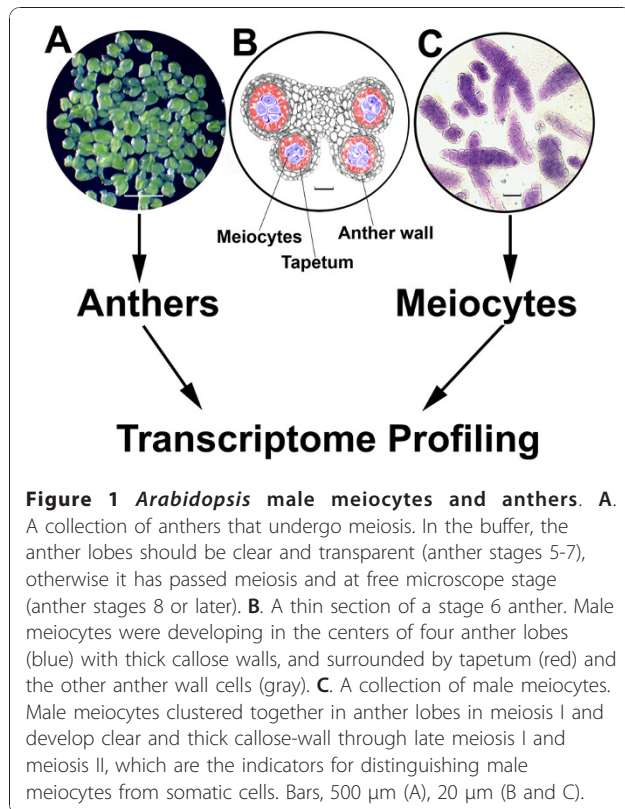 A B C
Meiocytes Anther wall
Tapetum
Anthers Meiocytes
Transcriptome Profiling
Figure 1 Arabidopsis male meiocytes and anthers. A.
A collection of anthers that undergo meiosis. In the buffer, the
anther lobes should be clear and transparent (anther stages 5-7),
otherwise it has passed meiosis and at free microscope stage
(anther stages 8 or later). B. A thin section of a stage 6 anther. Male
meiocytes were developing in the centers of four anther lobes
(blue) with thick callose walls, and surrounded by tapetum (red) and
the other anther wall cells (gray). C. A collection of male meiocytes.
Male meiocytes clustered together in anther lobes in meiosis I and
develop clear and thick callose-wall through late meiosis I and
meiosis II, which are the indicators for distinguishing male
meiocytes from somatic cells. Bars, 500 μm (A), 20 μm (B and C).